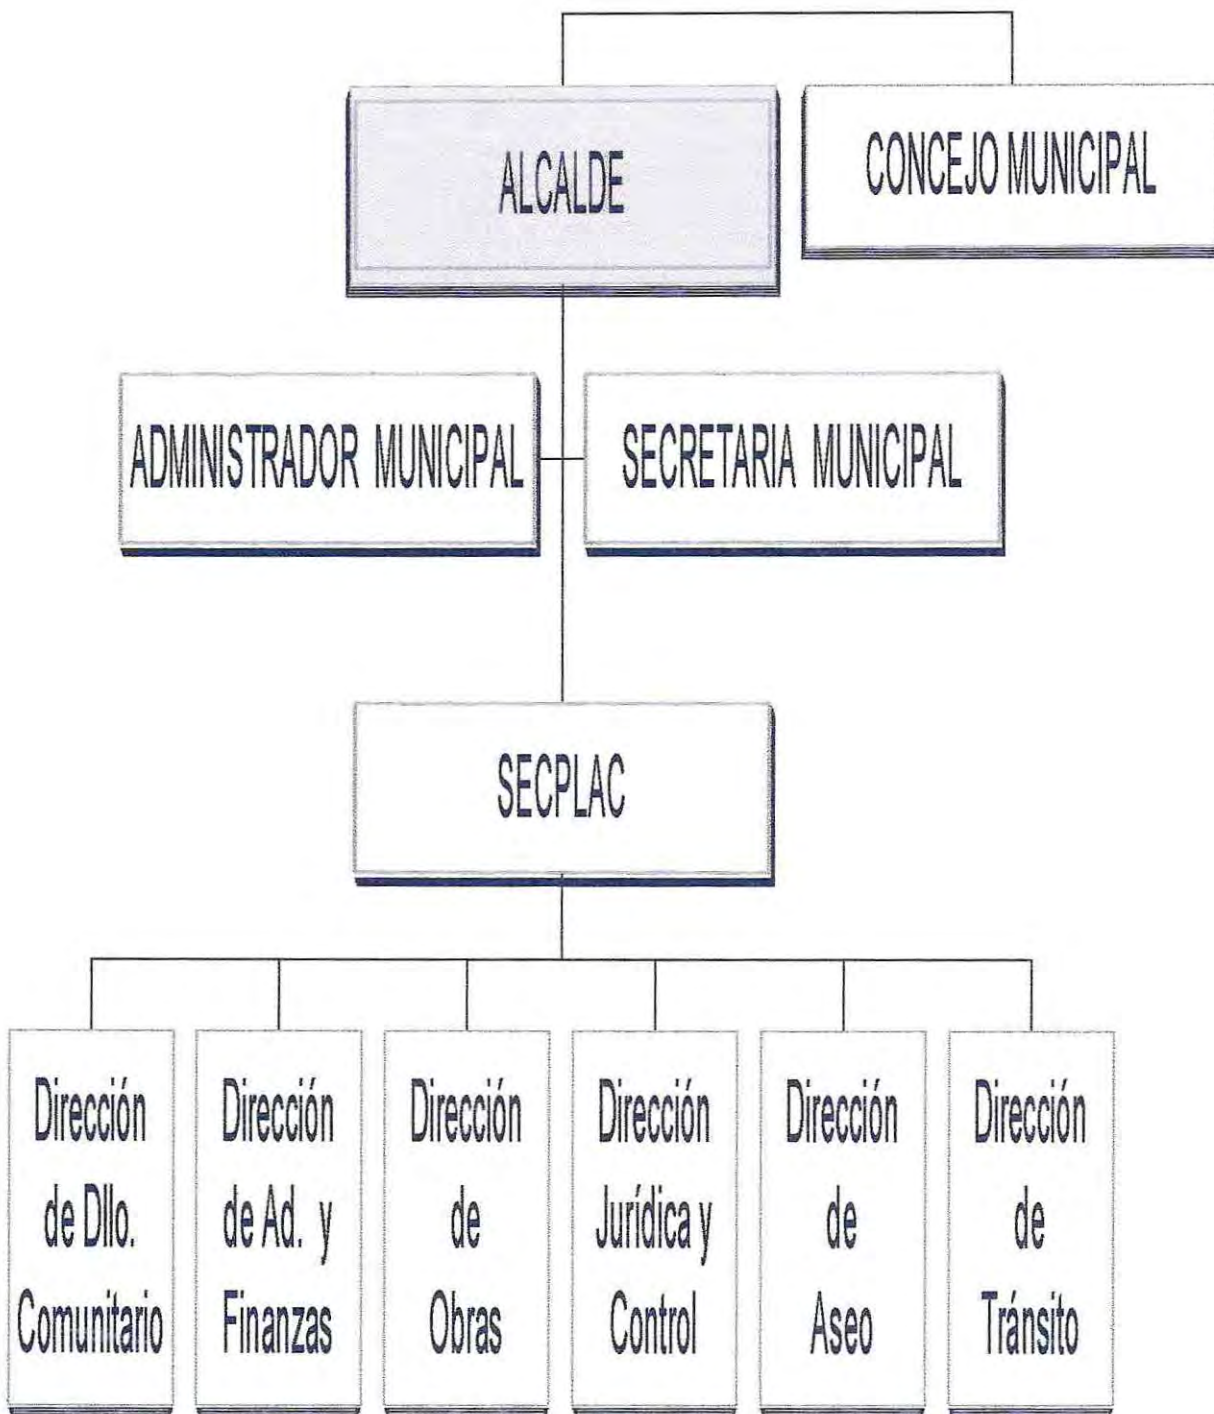 ALCALDE
CONCEJO MUNICIPAL
ADMINISTRADOR MUNICIPAL
SECRETARIA MUNICIPAL
SECPLAC
Dirección
de Dllo.
Comunitario
Dirección
de Ad. y
Finanzas
Dirección
de
Obras
Dirección
Jurídica y
Control
Dirección
de
Aseo
Dirección
de
Tránsito